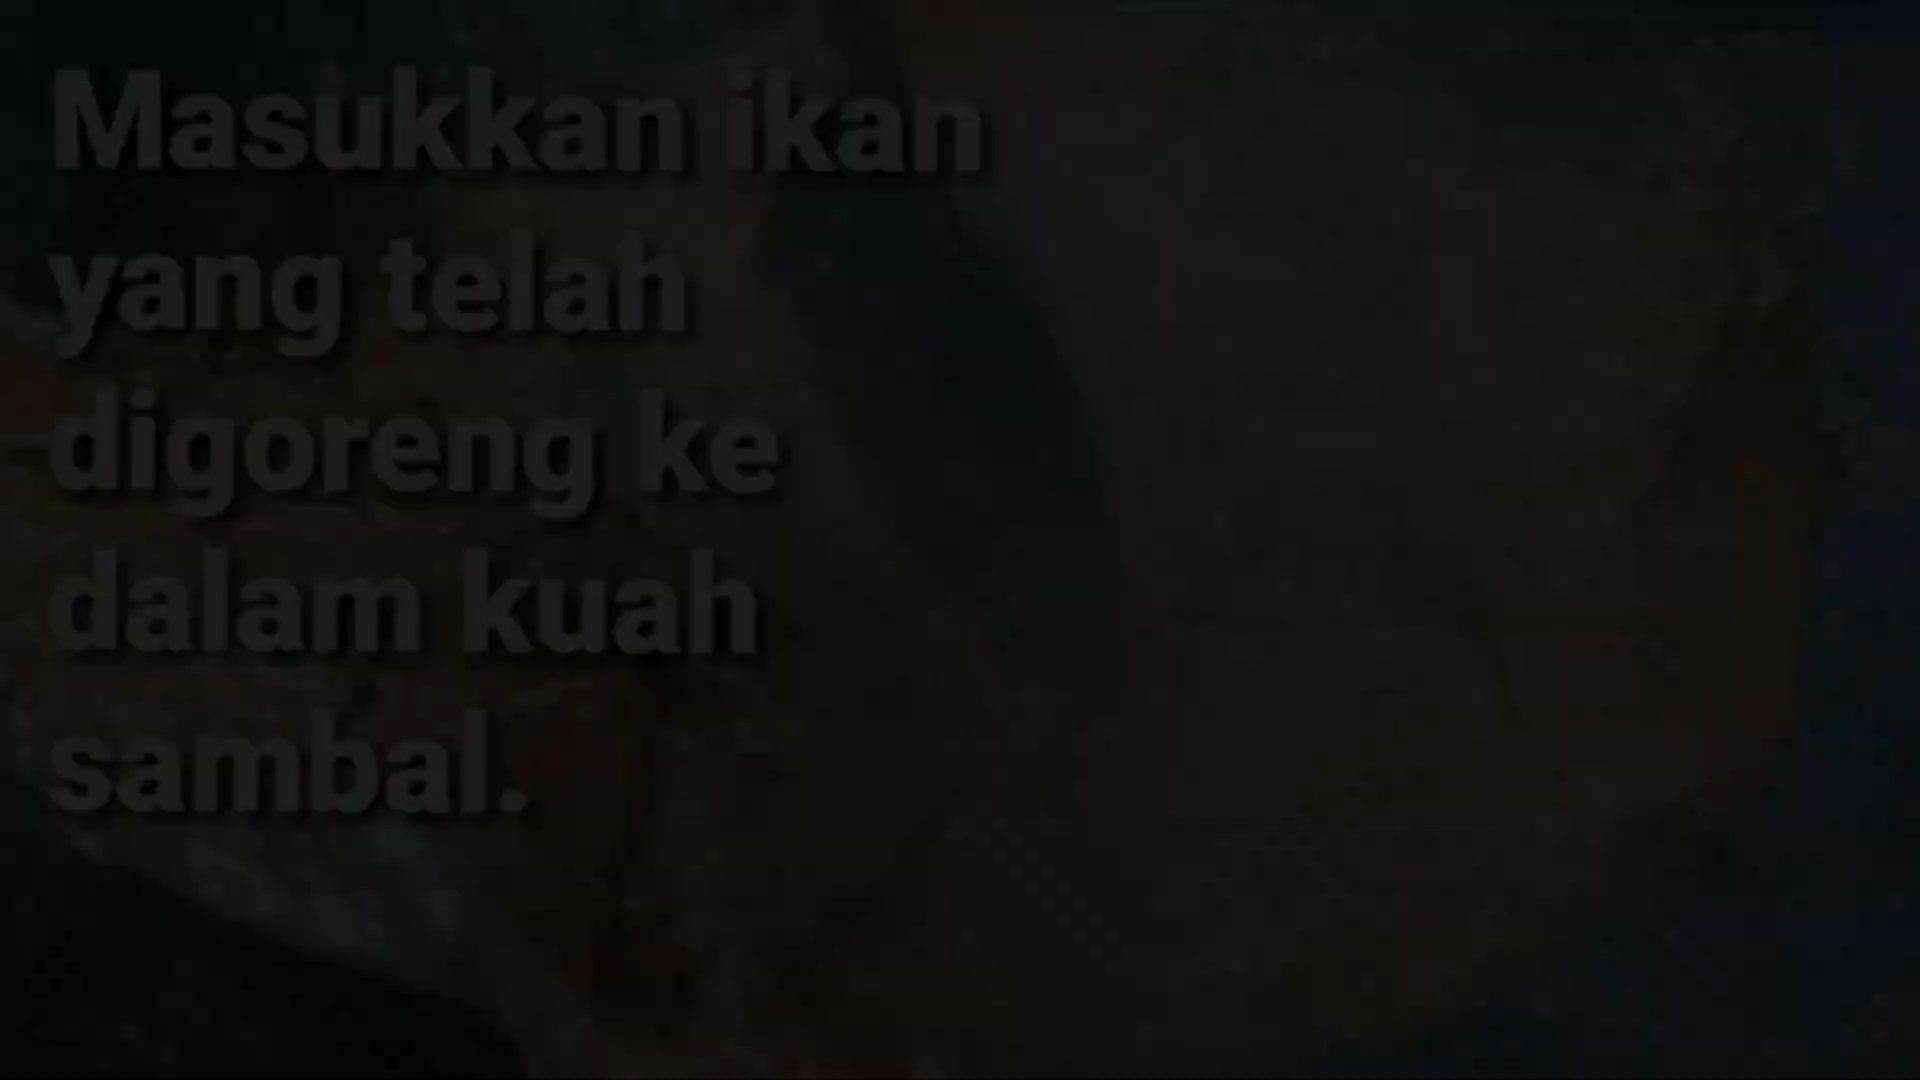 Masukkan ikan
yang telah
digoreng ke
dalam kuah
sambal.